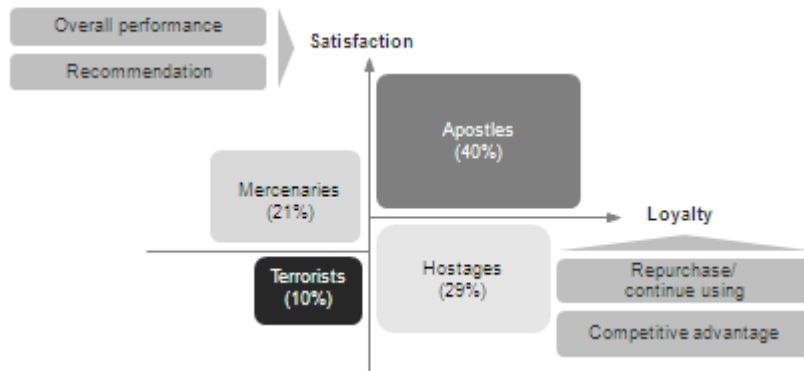 Overall performance
Recommendation
Satisfaction
Apostles
(40%)
Mercenaries
(21%)
Loyalty
Terrorists
(10%)
Hostages
(29%)
Repurchase/
continue using
Competitive advantage